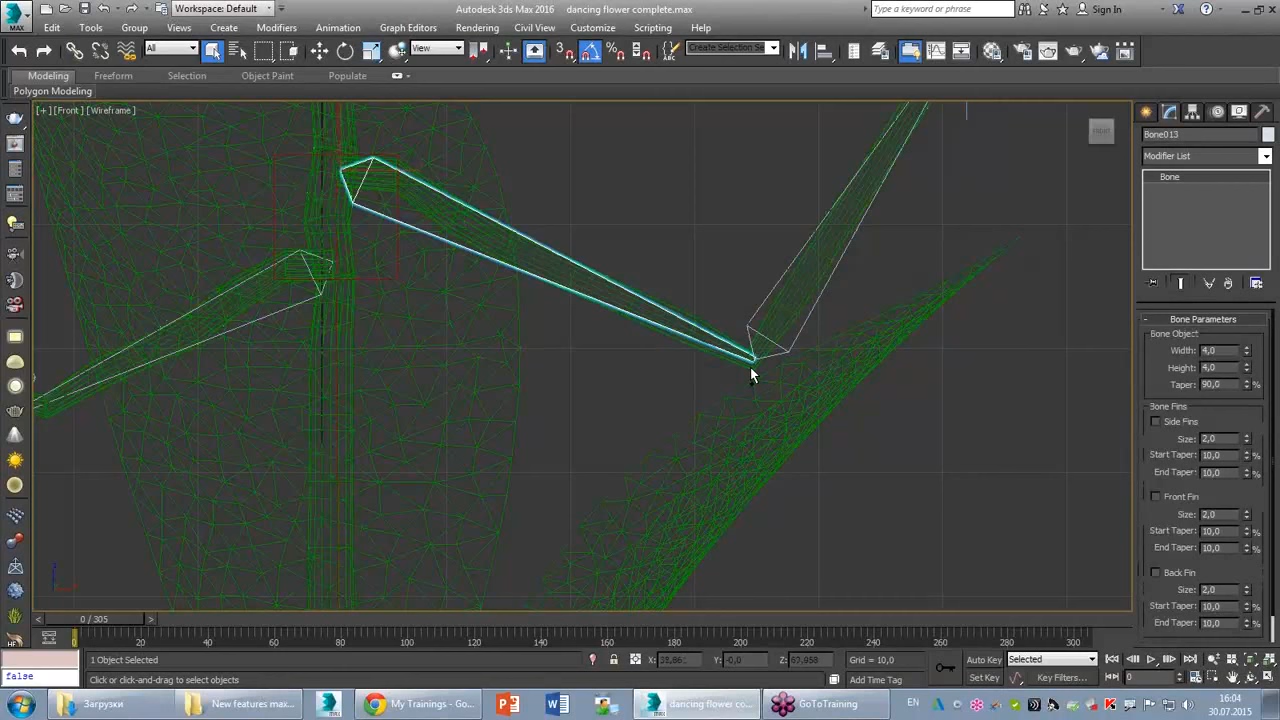 Workspace: Default
Autodesk 3ds Max 2016 dancing flower complete.max
Type a keyword or phrase
Sign In
MAX
Edit Tools Group Views Create Modifiers Animation Graph Editors Rendering Civil View Customize Scripting Help
All
View
Create Selection Se
Modeling Freeform Selection Object Paint Populate
Polygon Modeling
[+] [Front] [Wireframe]
FRONT
Bone013
Modifier List
Bone
Bone Parameters
Bone Object
Width: 4,0
Height: 4,0
Taper: 90,0 %
Bone Fins
Side Fins
Size: 2,0
Start Taper: 10,0 %
End Taper: 10,0 %
Front Fin
Size: 2,0
Start Taper: 10,0 %
End Taper: 10,0 %
Back Fin
Size: 2,0
Start Taper: 10,0 %
End Taper: 10,0 %
< 0 / 305 >
0 20 40 60 80 100 120 140 160 180 200 220 240 260 280 300
1 Object Selected
X: Y: -0,0 Z: Grid = 10,0
Auto Key Selected
false
Click or click-and-drag to select objects
Add Time Tag
Set Key Key Filters... 0
Загрузки
New features max...
My Trainings - Go...
dancing flower co...
GoToTraining
EN
16:04
30.07.2015